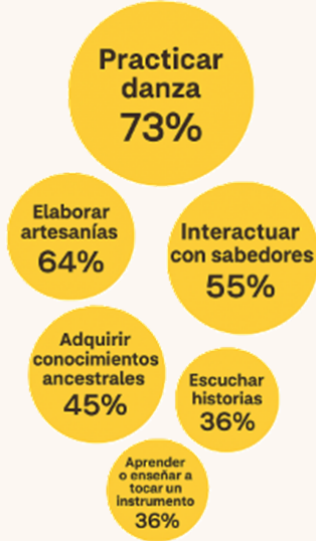 Practicar
danza
73%
Elaborar
artesanías
64%
Interactuar
con sabedores
55%
Adquirir
conocimientos
ancestrales
45%
Escuchar
historias
36%
Aprender
o enseñar a
tocar un
instrumento
36%